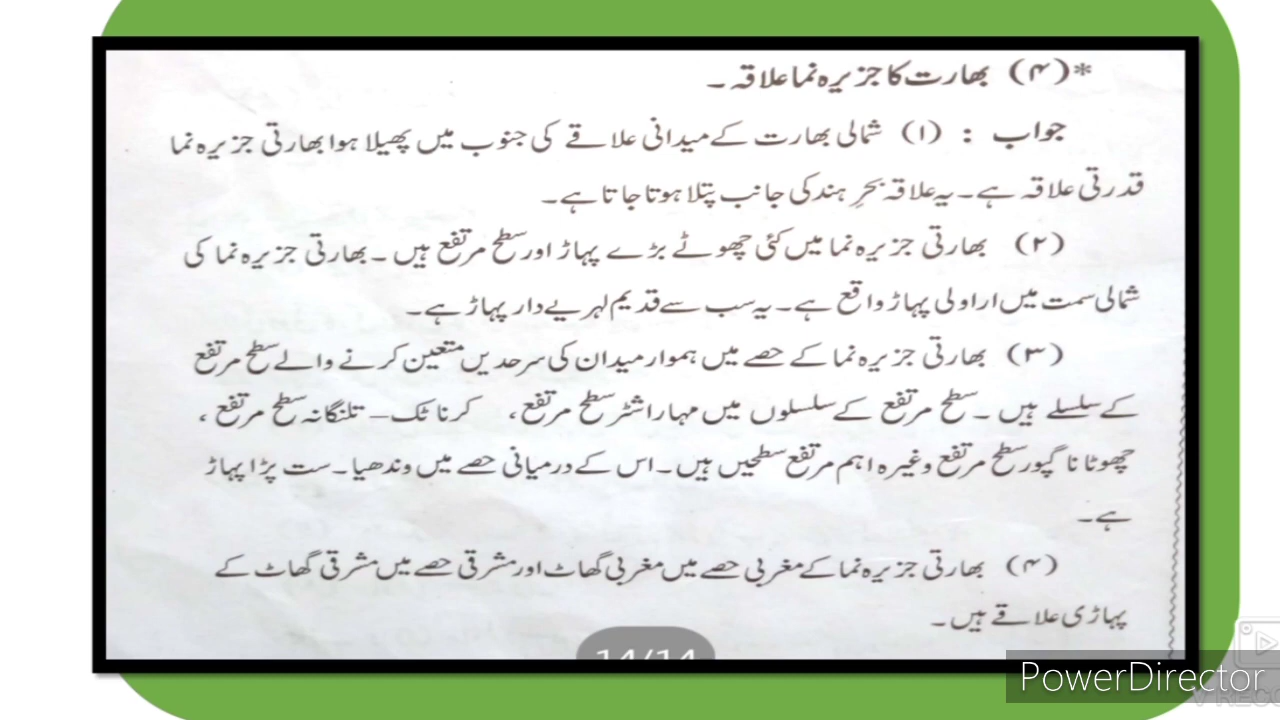 *(۴) بھارت کا جزیرہ نما علاقہ۔
جواب : (۱) شمالی بھارت کے میدانی علاقے کی جنوب میں پھیلا ہوا بھارتی جزیرہ نما
قدرتی علاقہ ہے۔ یہ علاقہ بحرِ ہند کی جانب پتلا ہوتا جاتا ہے۔
(۲) بھارتی جزیرہ نما میں کئی چھوٹے بڑے پہاڑ اور سطح مرتفع ہیں۔ بھارتی جزیرہ نما کی
شمالی سمت میں اراولی پہاڑ واقع ہے۔ یہ سب سے قدیم لہریے دار پہاڑ ہے۔
(۳) بھارتی جزیرہ نما کے حصے میں ہموار میدان کی سرحدیں متعین کرنے والے سطح مرتفع
کے سلسلے ہیں۔ سطح مرتفع کے سلسلوں میں مہاراشٹر سطح مرتفع، کرناٹک – تلنگانہ سطح مرتفع،
چھوٹا ناگپور سطح مرتفع وغیرہ اہم مرتفع سطحیں ہیں۔ اس کے درمیانی حصے میں وندھیا۔ ست پڑا پہاڑ
ہے۔
(۴) بھارتی جزیرہ نما کے مغربی حصے میں مغربی گھاٹ اور مشرقی حصے میں مشرقی گھاٹ کے
پہاڑی علاقے ہیں۔
14/14
PowerDirector